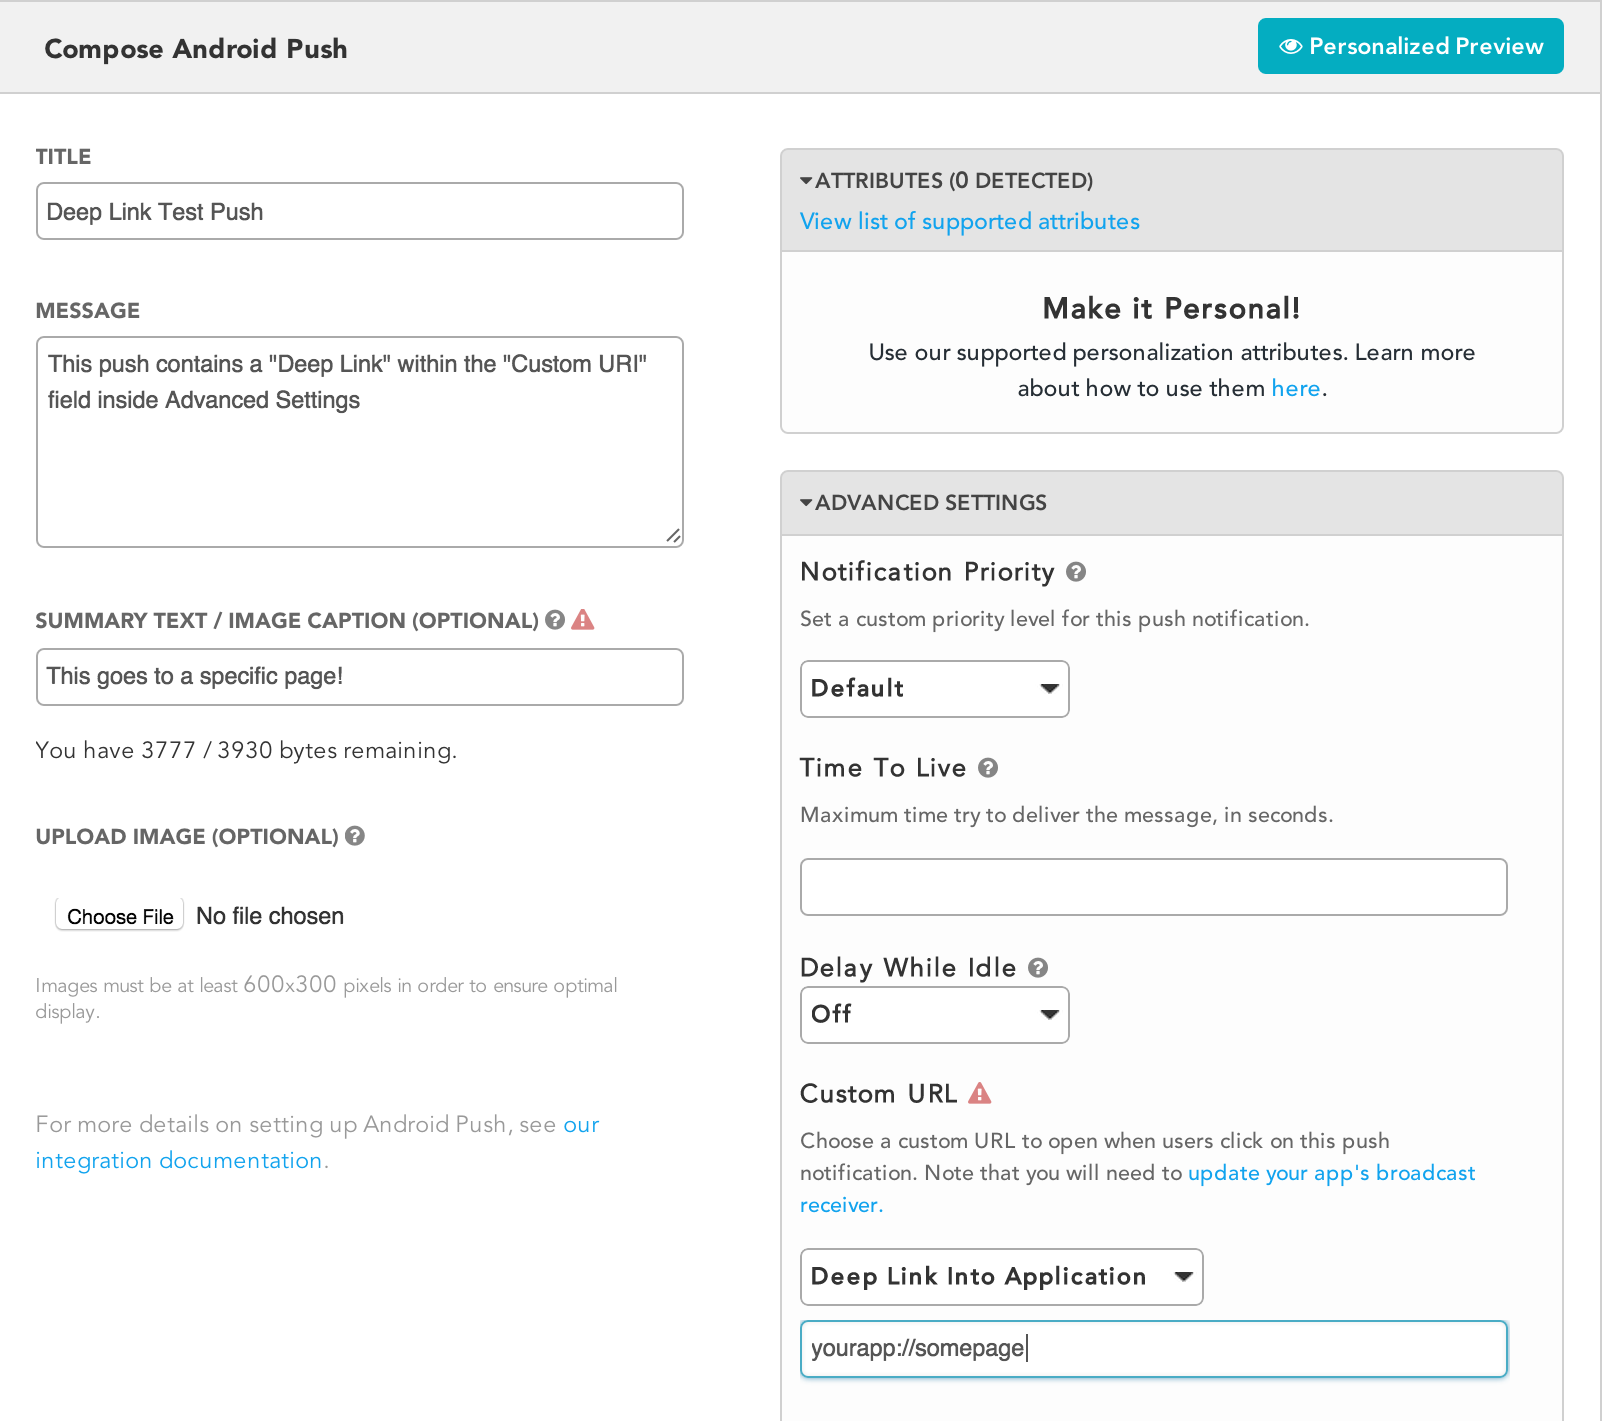 Compose Android Push
Personalized Preview
TITLE
Deep Link Test Push
MESSAGE
This push contains a "Deep Link" within the "Custom URI"
field inside Advanced Settings
SUMMARY TEXT / IMAGE CAPTION (OPTIONAL)
This goes to a specific page!
You have 3777 / 3930 bytes remaining.
UPLOAD IMAGE (OPTIONAL)
Choose File No file chosen
Images must be at least 600x300 pixels in order to ensure optimal
display.
For more details on setting up Android Push, see our
integration documentation.
ATTRIBUTES (0 DETECTED)
View list of supported attributes
Make it Personal!
Use our supported personalization attributes. Learn more
about how to use them here.
ADVANCED SETTINGS
Notification Priority
Set a custom priority level for this push notification.
Default
Time To Live
Maximum time try to deliver the message, in seconds.
Delay While Idle
Off
Custom URL
Choose a custom URL to open when users click on this push
notification. Note that you will need to update your app's broadcast
receiver.
Deep Link Into Application
yourapp://somepage